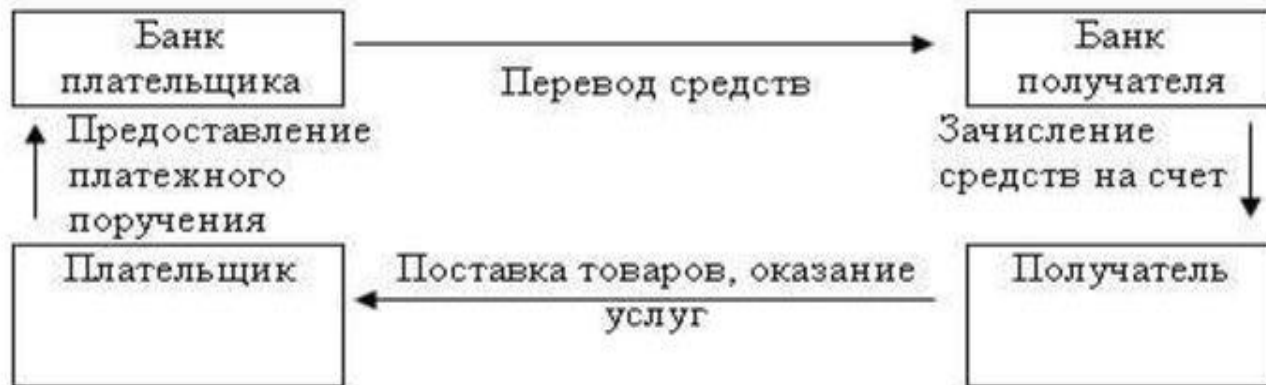 Банк
плательщика
Перевод средств
Банк
получателя
Предоставление
платежного
поручения
Зачисление
средств на счет
Плательщик
Поставка товаров, оказание
услуг
Получатель